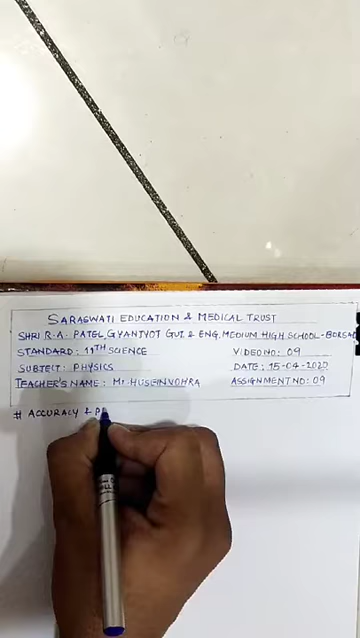 SARASWATI EDUCATION & MEDICAL TRUST
SHRI R.A. PATEL GYANJYOT GUJ. & ENG. MEDIUM HIGH SCHOOL - BORSAD
STANDARD : 11TH SCIENCE
VIDEO NO : 09
SUBJECT : PHYSICS
DATE : 15-04-2020
TEACHER'S NAME : Mr. HUSEIN VOHRA
ASSIGNMENT NO : 09
# ACCURACY & P